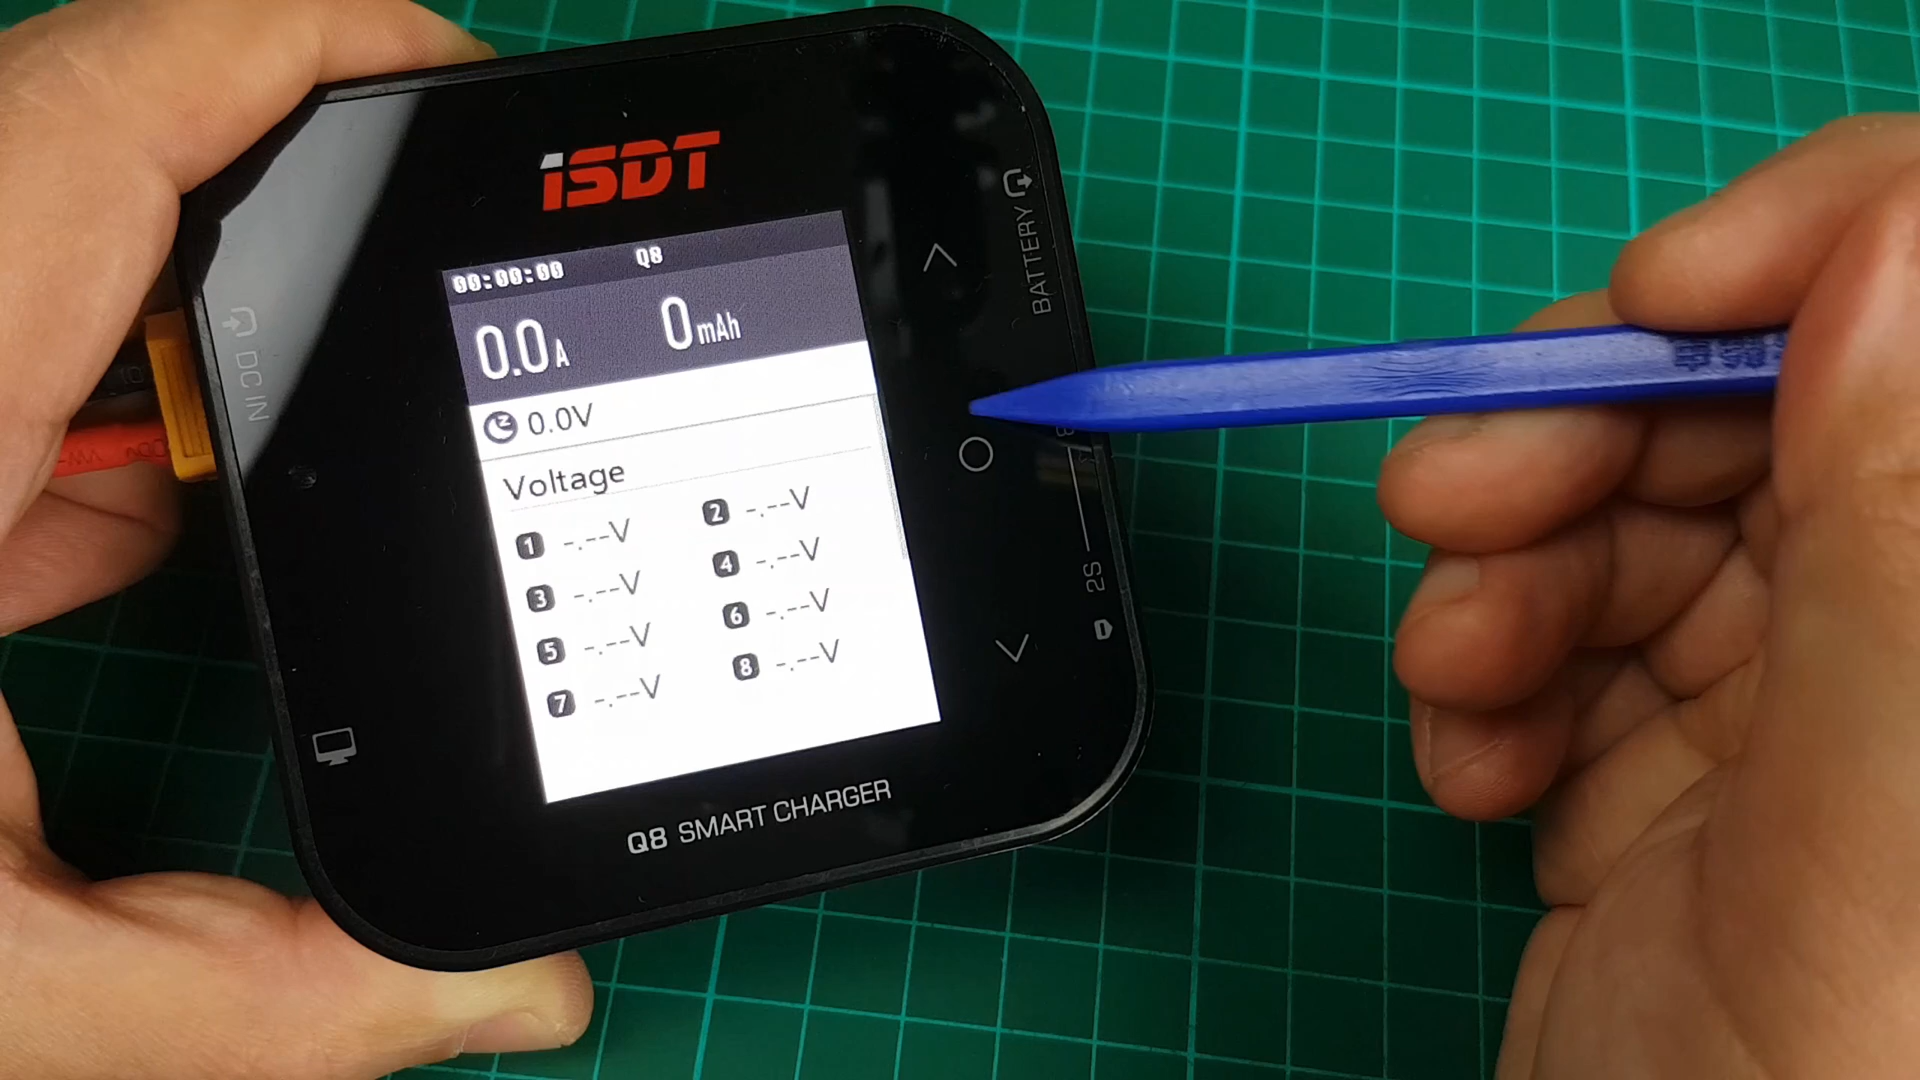 iSDT
00:00:00 Q8
0.0A 0mAh
0.0V
Voltage
1 -.--V 2 -.--V
3 -.--V 4 -.--V
5 -.--V 6 -.--V
7 -.--V 8 -.--V
Q8 SMART CHARGER
DC IN
BATTERY
2S